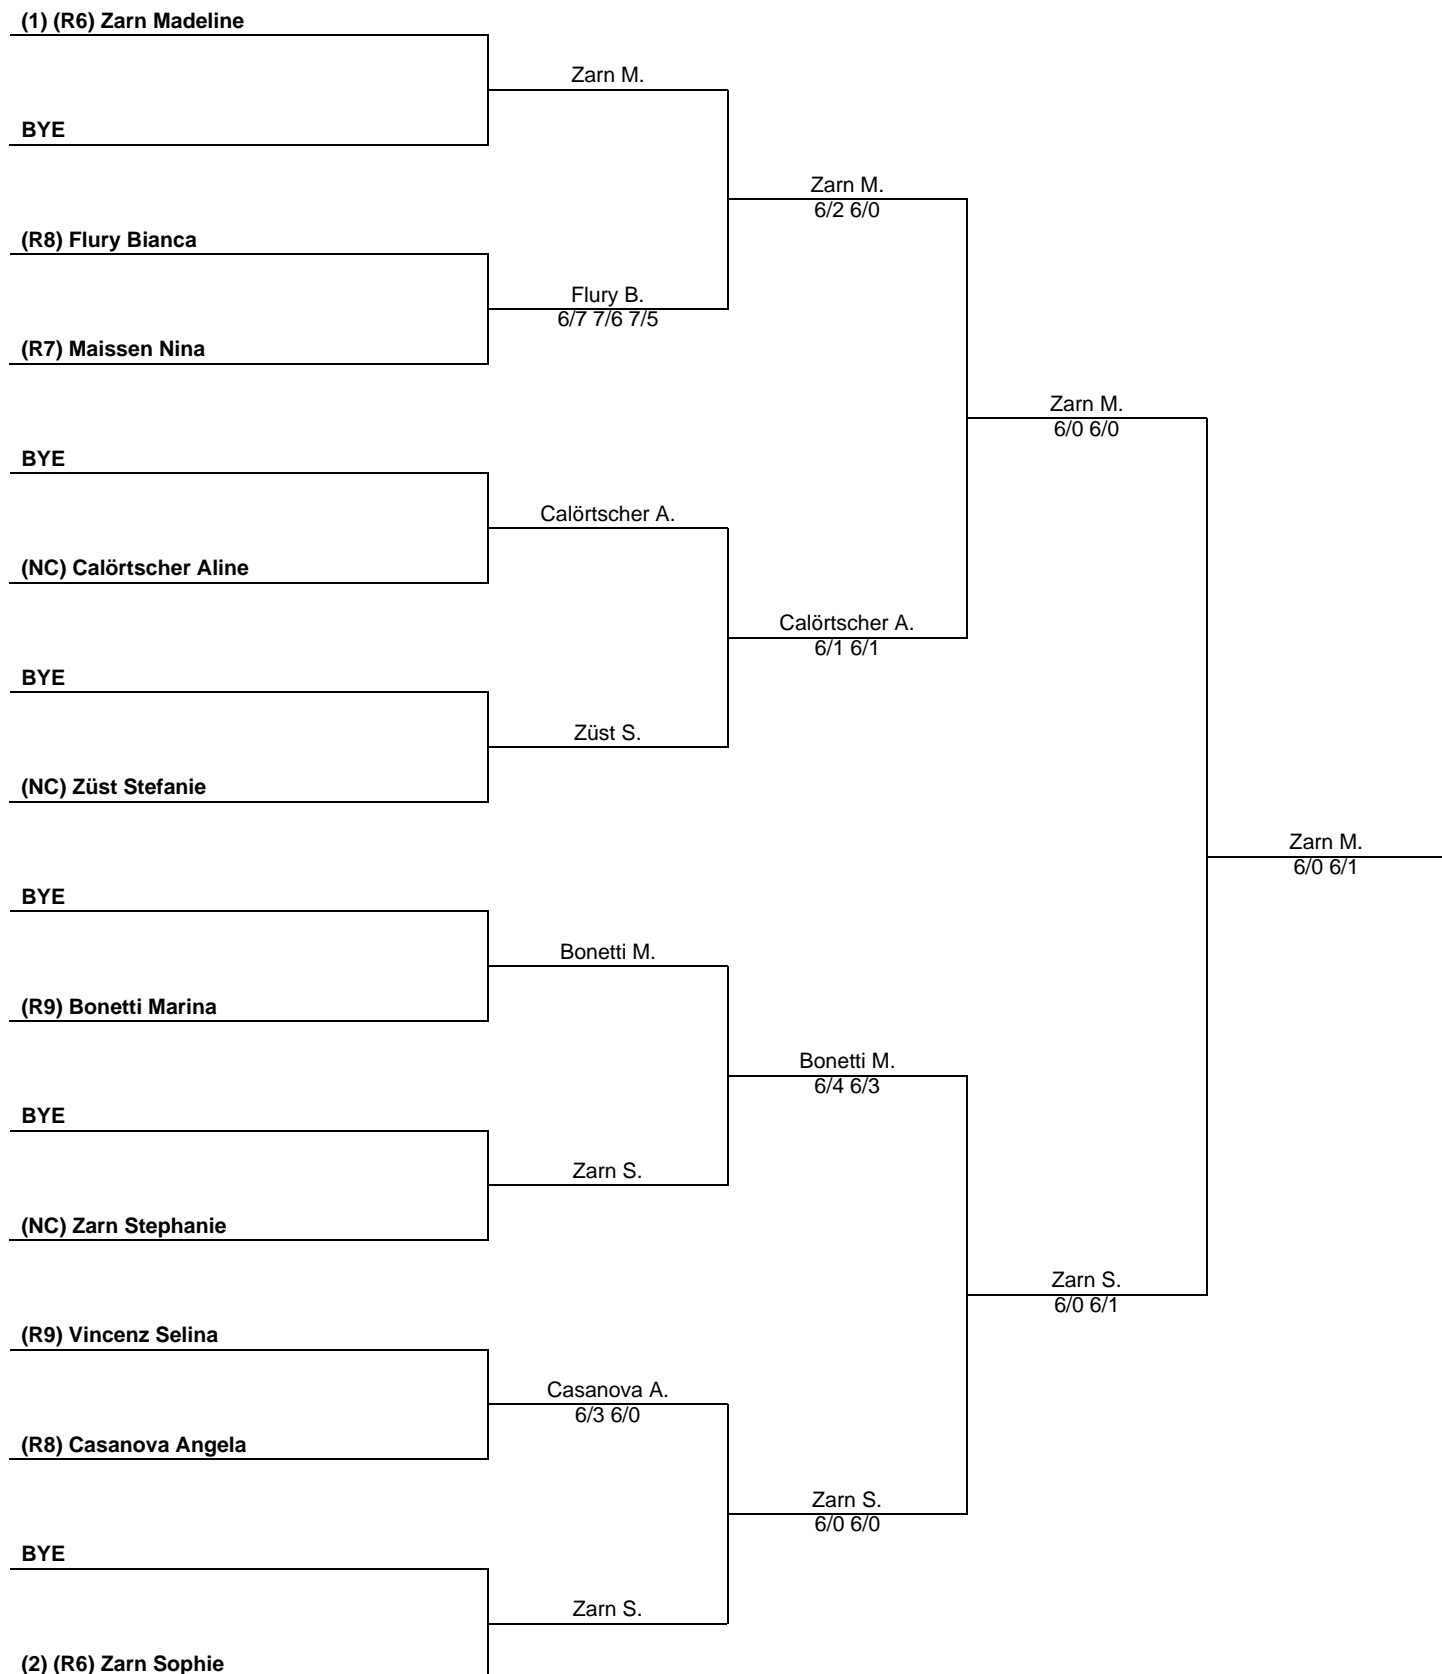 (1) (R6) Zarn Madeline
Zarn M.
BYE
Zarn M.
6/2 6/0
(R8) Flury Bianca
Flury B.
6/7 7/6 7/5
(R7) Maissen Nina
Zarn M.
6/0 6/0
BYE
Calörtscher A.
(NC) Calörtscher Aline
Calörtscher A.
6/1 6/1
BYE
Züst S.
(NC) Züst Stefanie
Zarn M.
6/0 6/1
BYE
Bonetti M.
(R9) Bonetti Marina
Bonetti M.
6/4 6/3
BYE
Zarn S.
(NC) Zarn Stephanie
Zarn S.
6/0 6/1
(R9) Vincenz Selina
Casanova A.
6/3 6/0
(R8) Casanova Angela
Zarn S.
6/0 6/0
BYE
Zarn S.
(2) (R6) Zarn Sophie